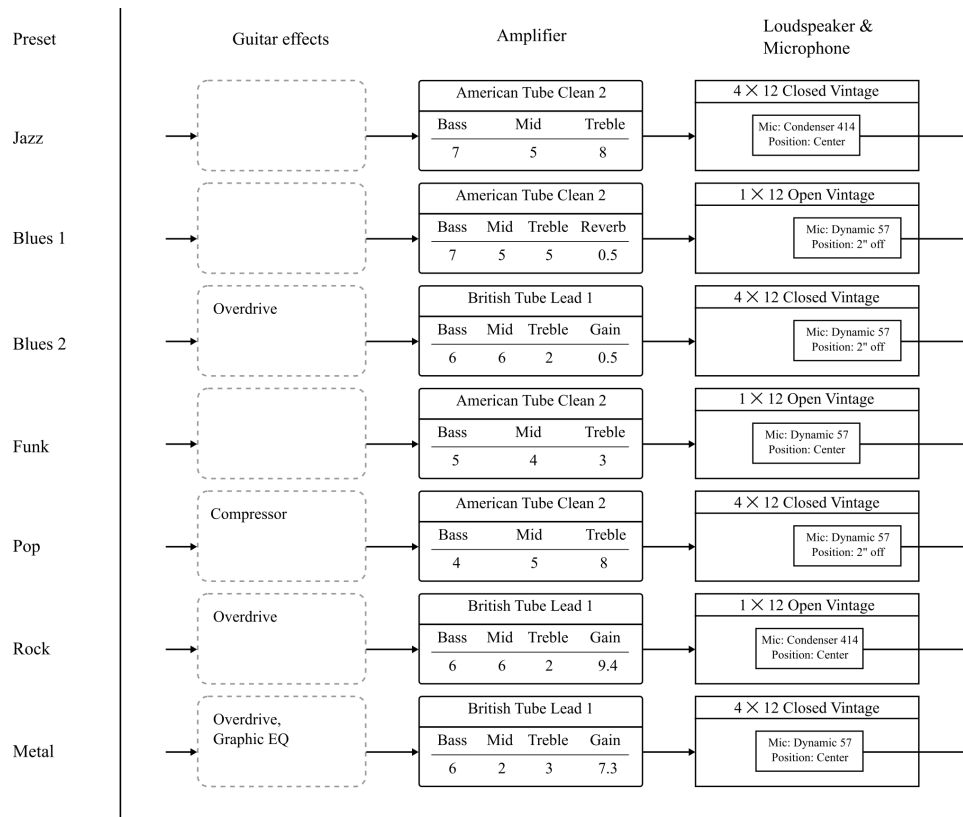 Preset
Guitar effects
Amplifier
Loudspeaker &
Microphone
Jazz
American Tube Clean 2
Bass Mid Treble
7 5 8
4 × 12 Closed Vintage
Mic: Condenser 414
Position: Center
Blues 1
American Tube Clean 2
Bass Mid Treble Reverb
7 5 5 0.5
1 × 12 Open Vintage
Mic: Dynamic 57
Position: 2" off
Blues 2
Overdrive
British Tube Lead 1
Bass Mid Treble Gain
6 6 2 0.5
4 × 12 Closed Vintage
Mic: Dynamic 57
Position: 2" off
Funk
American Tube Clean 2
Bass Mid Treble
5 4 3
1 × 12 Open Vintage
Mic: Dynamic 57
Position: Center
Pop
Compressor
American Tube Clean 2
Bass Mid Treble
4 5 8
4 × 12 Closed Vintage
Mic: Dynamic 57
Position: 2" off
Rock
Overdrive
British Tube Lead 1
Bass Mid Treble Gain
6 6 2 9.4
1 × 12 Open Vintage
Mic: Condenser 414
Position: Center
Metal
Overdrive,
Graphic EQ
British Tube Lead 1
Bass Mid Treble Gain
6 2 3 7.3
4 × 12 Closed Vintage
Mic: Dynamic 57
Position: Center